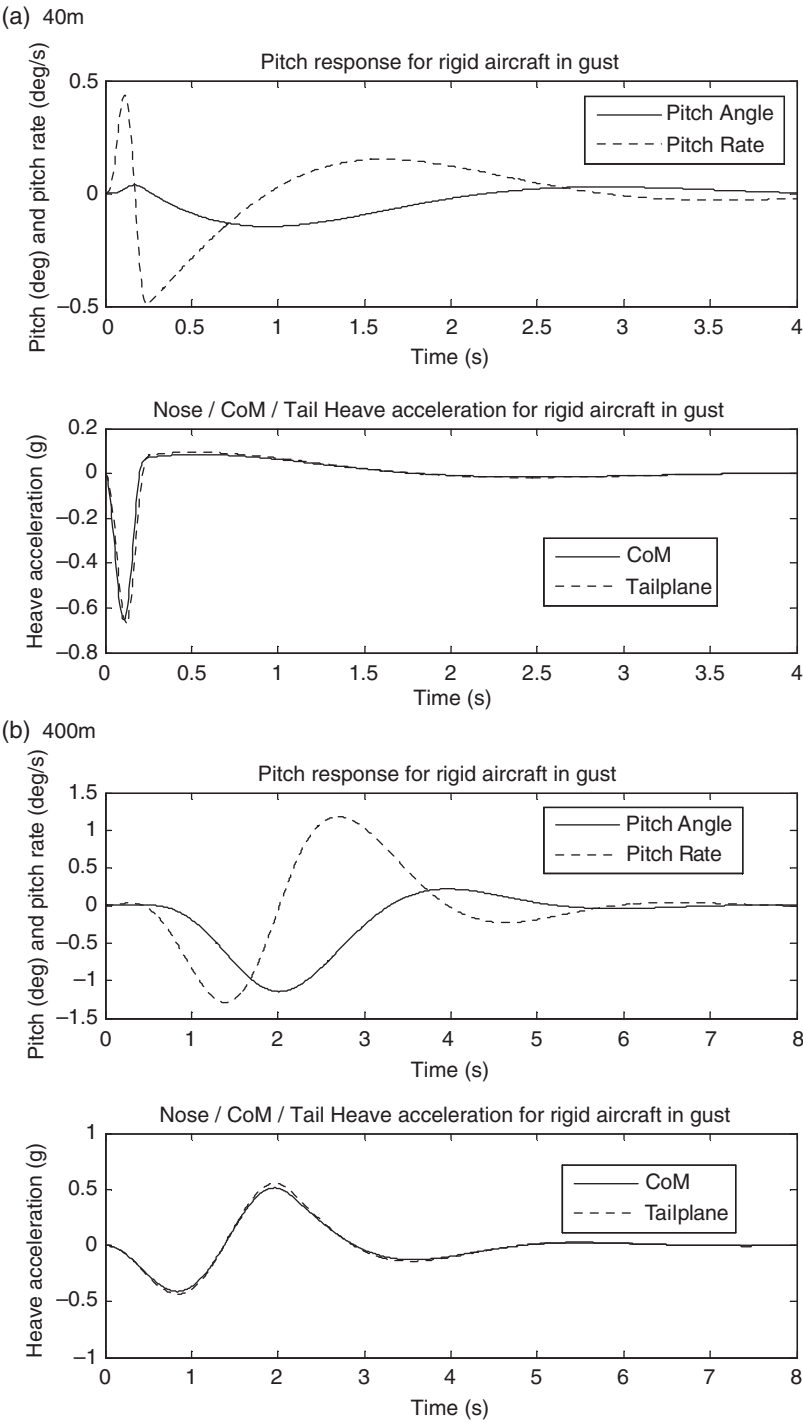 (a) 40m
Pitch response for rigid aircraft in gust
Pitch (deg) and pitch rate (deg/s)
0.5
0
−0.5
Pitch Angle
Pitch Rate
0 0.5 1 1.5 2 2.5 3 3.5 4
Time (s)
Nose / CoM / Tail Heave acceleration for rigid aircraft in gust
Heave acceleration (g)
0.2
0
−0.2
−0.4
−0.6
−0.8
CoM
Tailplane
0 0.5 1 1.5 2 2.5 3 3.5 4
Time (s)
(b) 400m
Pitch response for rigid aircraft in gust
Pitch (deg) and pitch rate (deg/s)
1.5
1
0.5
0
−0.5
−1
−1.5
Pitch Angle
Pitch Rate
0 1 2 3 4 5 6 7 8
Time (s)
Nose / CoM / Tail Heave acceleration for rigid aircraft in gust
Heave acceleration (g)
1
0.5
0
−0.5
−1
CoM
Tailplane
0 1 2 3 4 5 6 7 8
Time (s)